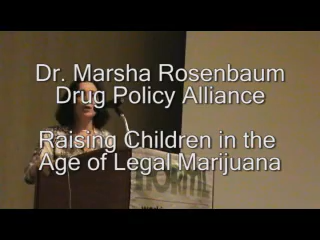 Dr. Marsha Rosenbaum
Drug Policy Alliance
Raising Children in the
Age of Legal Marijuana